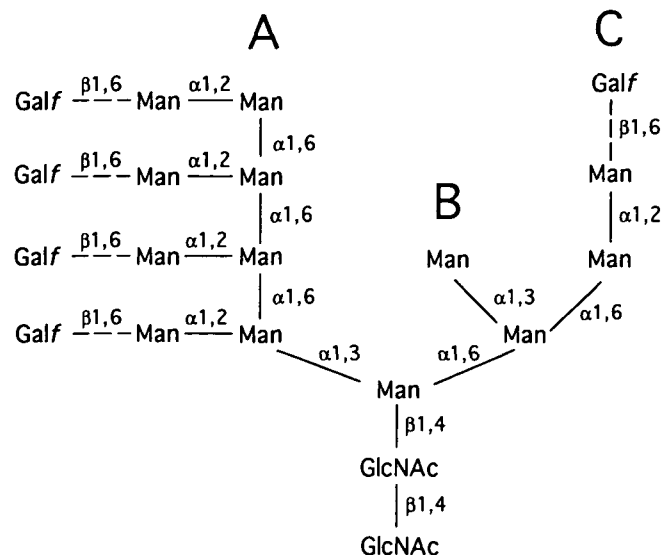 A C
Galf β1,6 Man α1,2 Man Galf
α1,6 β1,6
Galf β1,6 Man α1,2 Man Man
α1,6 B α1,2
Galf β1,6 Man α1,2 Man Man Man
α1,6 α1,3 α1,6
Galf β1,6 Man α1,2 Man Man
α1,3 α1,6
Man
β1,4
GlcNAc
β1,4
GlcNAc